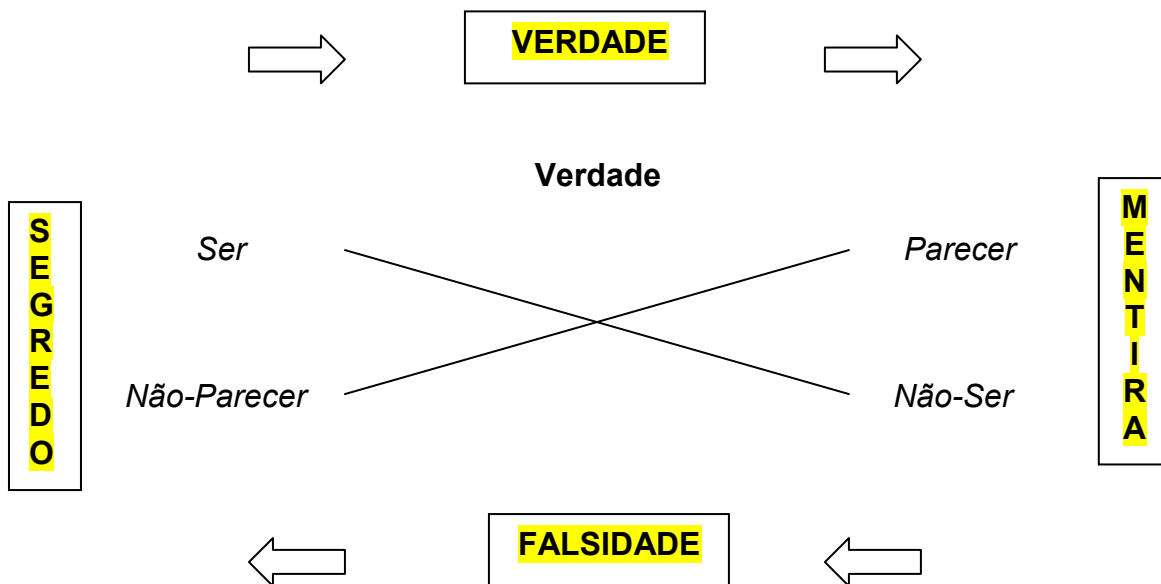 VERDADE
Verdade
SEGREDO
Ser
Parecer
MENTIRA
Não-Parecer
Não-Ser
FALSIDADE